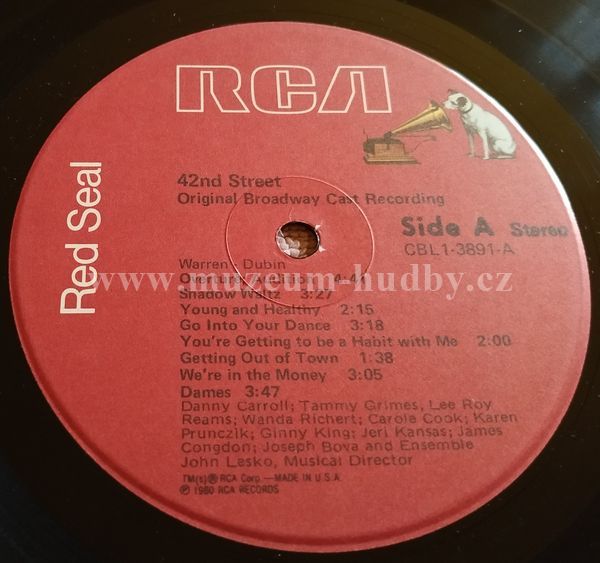 RCA
Red Seal
42nd Street
Original Broadway Cast Recording
Side A Stereo
CBL1-3891-A
www.muzeum-hudby.cz
Warren - Dubin
Overture Audition 4:44
Shadow Waltz 3:27
Young and Healthy 2:15
Go Into Your Dance 3:18
You're Getting to be a Habit with Me 2:00
Getting Out of Town 1:38
We're in the Money 3:05
Dames 3:47
Danny Carroll; Tammy Grimes, Lee Roy
Reams; Wanda Richert; Carole Cook; Karen
Prunczik; Ginny King; Jeri Kansas; James
Congdon; Joseph Bova and Ensemble
John Lesko, Musical Director
TM(s)® RCA Corp.—MADE IN U.S.A.
℗ 1980 RCA RECORDS